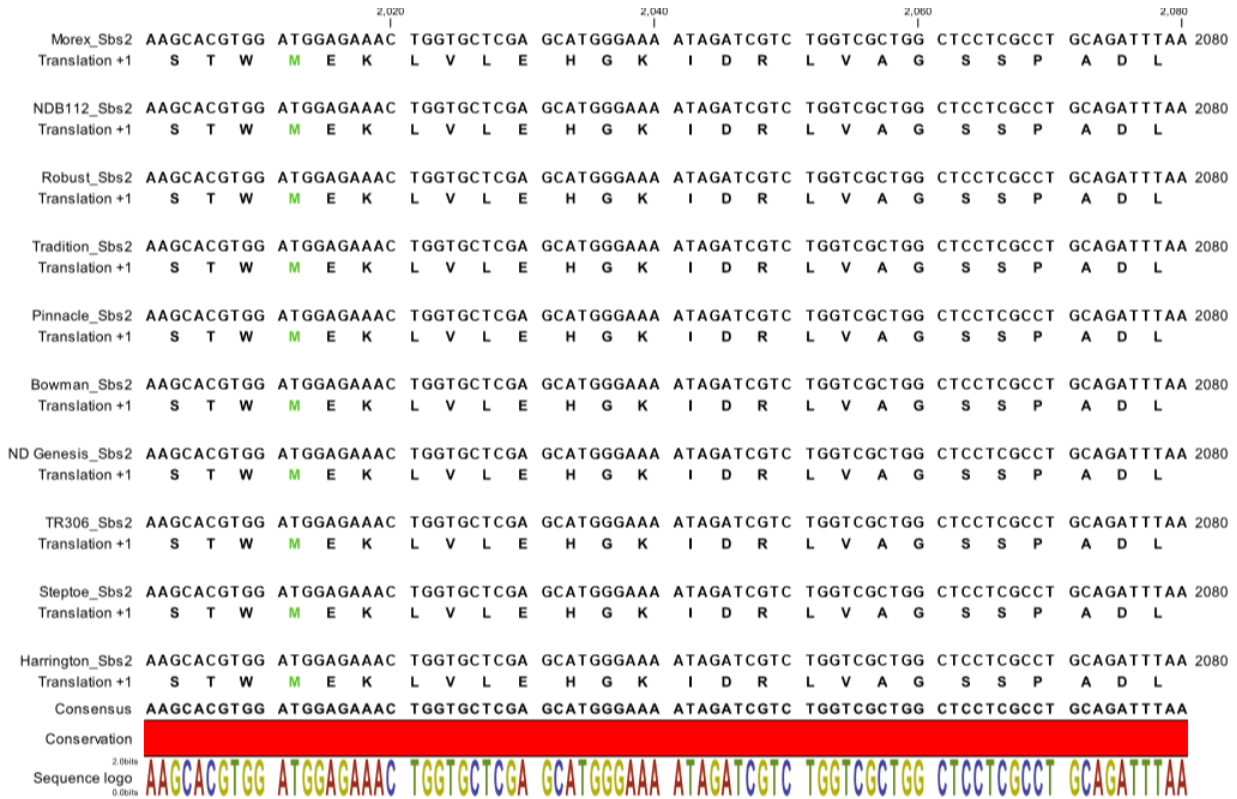 2,020 2,040 2,060 2,080
Morex_Sbs2 AAGCACGTGG ATGGAGAAAC TGGTGCTCGA GCATGGGAAA ATAGATCGTC TGGTCGCTGG CTCCTCGCCT GCAGATTTAA 2080
Translation +1 S T W M E K L V L E H G K I D R L V A G S S P A D L
NDB112_Sbs2 AAGCACGTGG ATGGAGAAAC TGGTGCTCGA GCATGGGAAA ATAGATCGTC TGGTCGCTGG CTCCTCGCCT GCAGATTTAA 2080
Translation +1 S T W M E K L V L E H G K I D R L V A G S S P A D L
Robust_Sbs2 AAGCACGTGG ATGGAGAAAC TGGTGCTCGA GCATGGGAAA ATAGATCGTC TGGTCGCTGG CTCCTCGCCT GCAGATTTAA 2080
Translation +1 S T W M E K L V L E H G K I D R L V A G S S P A D L
Tradition_Sbs2 AAGCACGTGG ATGGAGAAAC TGGTGCTCGA GCATGGGAAA ATAGATCGTC TGGTCGCTGG CTCCTCGCCT GCAGATTTAA 2080
Translation +1 S T W M E K L V L E H G K I D R L V A G S S P A D L
Pinnacle_Sbs2 AAGCACGTGG ATGGAGAAAC TGGTGCTCGA GCATGGGAAA ATAGATCGTC TGGTCGCTGG CTCCTCGCCT GCAGATTTAA 2080
Translation +1 S T W M E K L V L E H G K I D R L V A G S S P A D L
Bowman_Sbs2 AAGCACGTGG ATGGAGAAAC TGGTGCTCGA GCATGGGAAA ATAGATCGTC TGGTCGCTGG CTCCTCGCCT GCAGATTTAA 2080
Translation +1 S T W M E K L V L E H G K I D R L V A G S S P A D L
ND Genesis_Sbs2 AAGCACGTGG ATGGAGAAAC TGGTGCTCGA GCATGGGAAA ATAGATCGTC TGGTCGCTGG CTCCTCGCCT GCAGATTTAA 2080
Translation +1 S T W M E K L V L E H G K I D R L V A G S S P A D L
TR306_Sbs2 AAGCACGTGG ATGGAGAAAC TGGTGCTCGA GCATGGGAAA ATAGATCGTC TGGTCGCTGG CTCCTCGCCT GCAGATTTAA 2080
Translation +1 S T W M E K L V L E H G K I D R L V A G S S P A D L
Steptoe_Sbs2 AAGCACGTGG ATGGAGAAAC TGGTGCTCGA GCATGGGAAA ATAGATCGTC TGGTCGCTGG CTCCTCGCCT GCAGATTTAA 2080
Translation +1 S T W M E K L V L E H G K I D R L V A G S S P A D L
Harrington_Sbs2 AAGCACGTGG ATGGAGAAAC TGGTGCTCGA GCATGGGAAA ATAGATCGTC TGGTCGCTGG CTCCTCGCCT GCAGATTTAA 2080
Translation +1 S T W M E K L V L E H G K I D R L V A G S S P A D L
Consensus AAGCACGTGG ATGGAGAAAC TGGTGCTCGA GCATGGGAAA ATAGATCGTC TGGTCGCTGG CTCCTCGCCT GCAGATTTAA
Conservation
2.0bits
Sequence logo AAGCACGTGG ATGGAGAAAC TGGTGCTCGA GCATGGGAAA ATAGATCGTC TGGTCGCTGG CTCCTCGCCT GCAGATTTAA
0.0bits